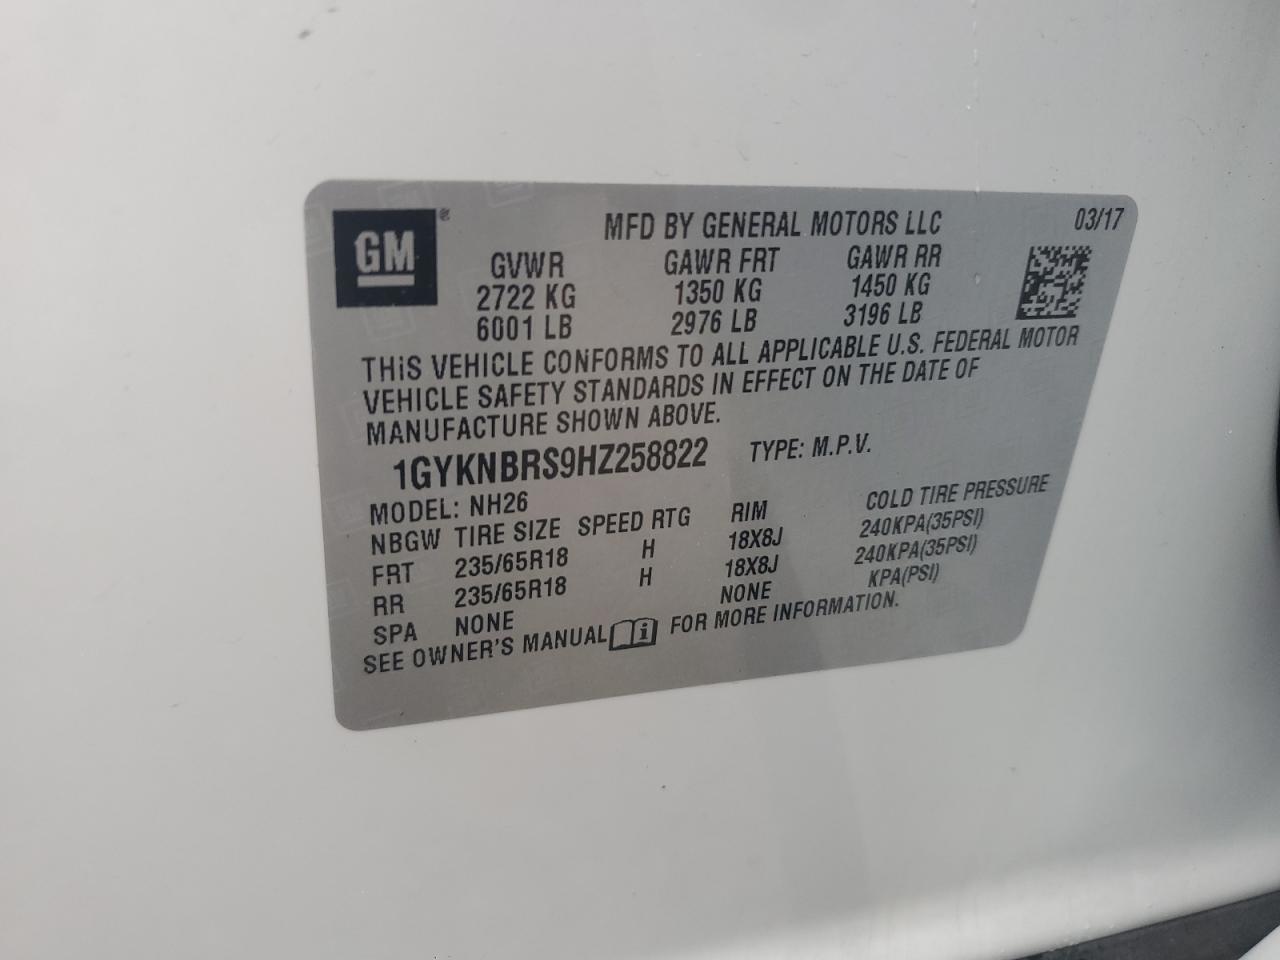 GM ®
MFD BY GENERAL MOTORS LLC 03/17
GVWR GAWR FRT GAWR RR
2722 KG 1350 KG 1450 KG
6001 LB 2976 LB 3196 LB
THiS VEHICLE CONFORMS TO ALL APPLICABLE U.S. FEDERAL MOTOR
VEHICLE SAFETY STANDARDS IN EFFECT ON THE DATE OF
MANUFACTURE SHOWN ABOVE.
1GYKNBRS9HZ258822 TYPE: M.P.V.
MODEL: NH26
NBGW TIRE SIZE SPEED RTG RIM COLD TIRE PRESSURE
FRT 235/65R18 H 18X8J 240KPA(35PSI)
RR 235/65R18 H 18X8J 240KPA(35PSI)
SPA NONE NONE KPA(PSI)
SEE OWNER'S MANUAL i FOR MORE INFORMATION.